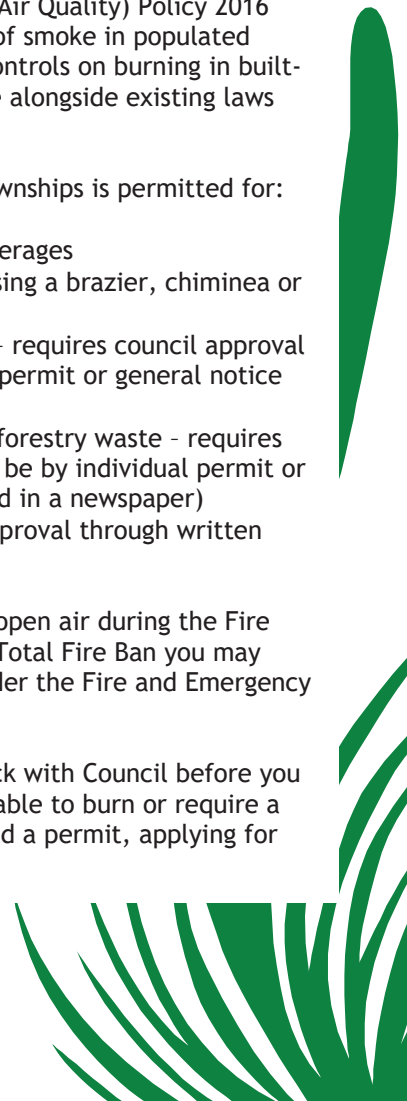 Air Quality) Policy 2016
of smoke in populated
ontrols on burning in built-
alongside existing laws
wnships is permitted for:
erages
sing a brazier, chiminea or
– requires council approval
permit or general notice
forestry waste – requires
be by individual permit or
d in a newspaper)
proval through written
open air during the Fire
Total Fire Ban you may
der the Fire and Emergency
ck with Council before you
able to burn or require a
d a permit, applying for